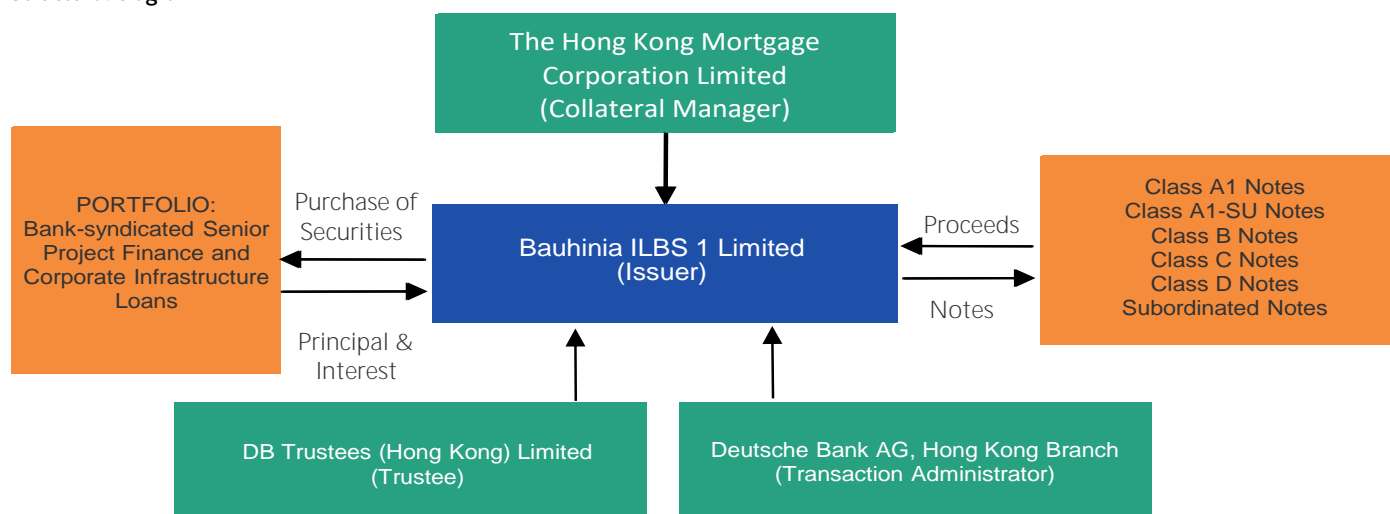 The Hong Kong Mortgage
Corporation Limited
(Collateral Manager)
PORTFOLIO:
Bank-syndicated Senior
Project Finance and
Corporate Infrastructure
Loans
Purchase of
Securities
Principal &
Interest
Bauhinia ILBS 1 Limited
(Issuer)
Proceeds
Notes
Class A1 Notes
Class A1-SU Notes
Class B Notes
Class C Notes
Class D Notes
Subordinated Notes
DB Trustees (Hong Kong) Limited
(Trustee)
Deutsche Bank AG, Hong Kong Branch
(Transaction Administrator)